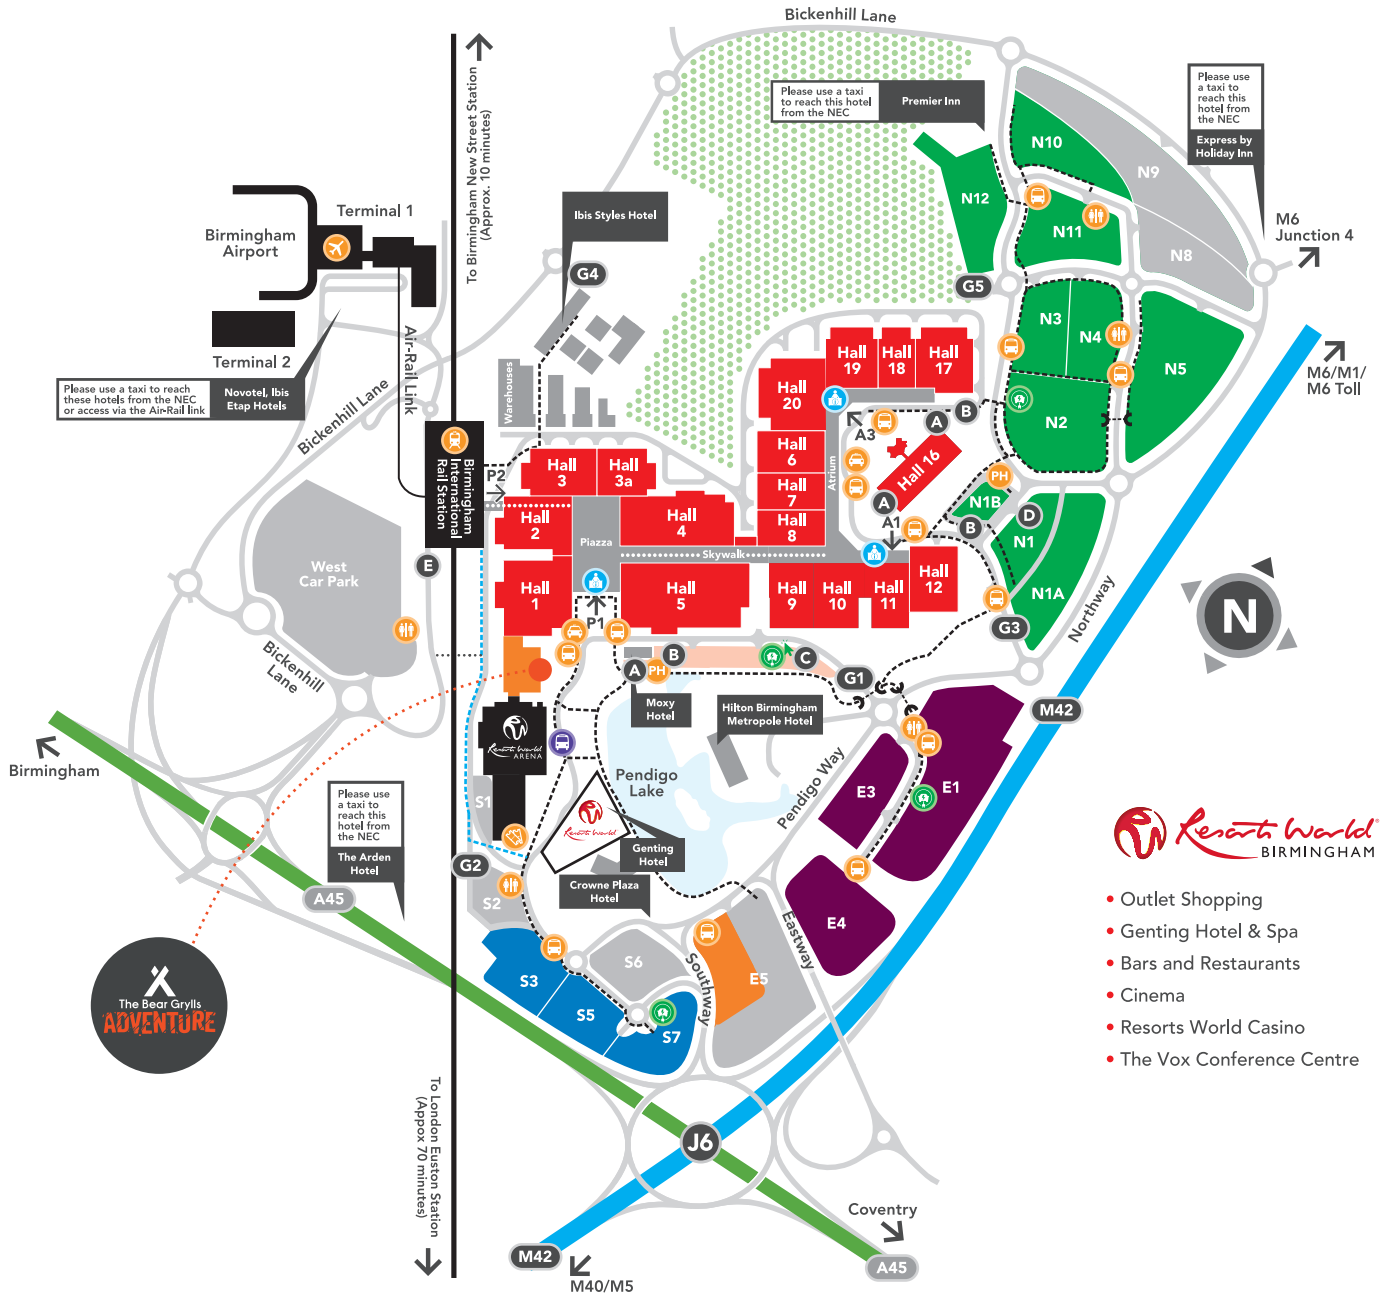 Bickenhill Lane
To Birmingham New Street Station
(Approx. 10 minutes)
Please use a taxi
to reach this hotel
from the NEC
Premier Inn
Please use
a taxi to
reach this
hotel from
the NEC
Express by
Holiday Inn
N10
N9
N12
N11
N8
M6
Junction 4
Ibis Styles Hotel
Terminal 1
Birmingham
Airport
G4
G5
Terminal 2
Air-Rail Link
N3
N4
N5
M6/M1/
M6 Toll
Please use a taxi to reach
these hotels from the NEC
or access via the Air-Rail link
Novotel, Ibis
Etap Hotels
Bickenhill Lane
Warehouses
Hall
19
Hall
18
Hall
17
Hall
20
A3
B
A
N2
Birmingham
International
Rail Station
P2
Hall
3
Hall
3a
Hall
6
Atrium
Hall 16
Hall
7
PH
N1B
A
A1
B
D
N1
Hall
2
Piazza
Hall
4
Hall
8
Skywalk
West
Car Park
E
Hall
1
P1
Hall
5
Hall
9
Hall
10
Hall
11
Hall
12
N1A
G3
Northway
N
Bickenhill
Lane
A
PH
B
C
G1
Moxy
Hotel
Hilton Birmingham
Metropole Hotel
M42
Birmingham
Resorts World
ARENA
Pendigo
Lake
Pendigo Way
E3
E1
S1
Please use
a taxi to
reach this
hotel from
the NEC
The Arden
Hotel
Resorts World
Genting
Hotel
Crowne Plaza
Hotel
G2
A45
S2
E4
Eastway
Resorts World
BIRMINGHAM
• Outlet Shopping
• Genting Hotel & Spa
• Bars and Restaurants
• Cinema
• Resorts World Casino
• The Vox Conference Centre
S6
Southway
E5
S3
S5
S7
The Bear Grylls
ADVENTURE
To London Euston Station
(Appox 70 minutes)
J6
Coventry
M42
M40/M5
A45